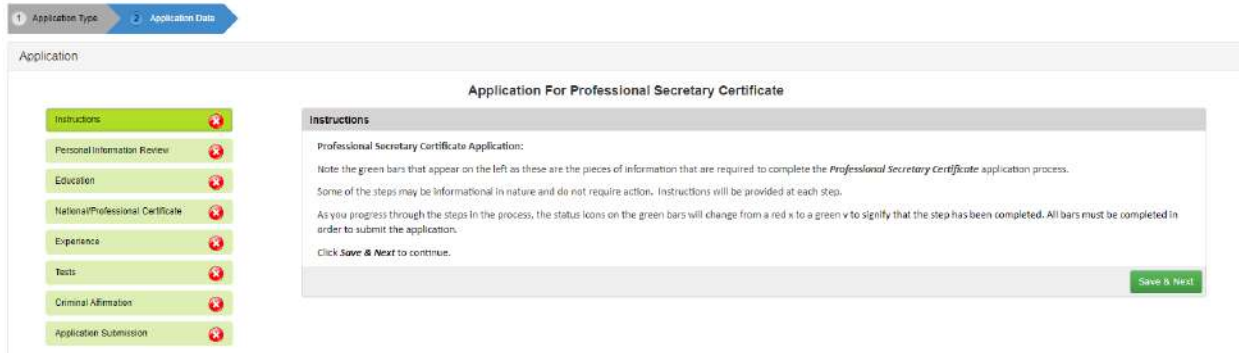 1 Application Type 2 Application Data
Application
Application For Professional Secretary Certificate
Instructions
Personal Information Review
Education
National/Professional Certificate
Experience
Tests
Criminal Affirmation
Application Submission
Instructions
Professional Secretary Certificate Application:
Note the green bars that appear on the left as these are the pieces of information that are required to complete the Professional Secretary Certificate application process.
Some of the steps may be informational in nature and do not require action. Instructions will be provided at each step.
As you progress through the steps in the process, the status icons on the green bars will change from a red x to a green v to signify that the step has been completed. All bars must be completed in
order to submit the application.
Click Save & Next to continue.
Save & Next